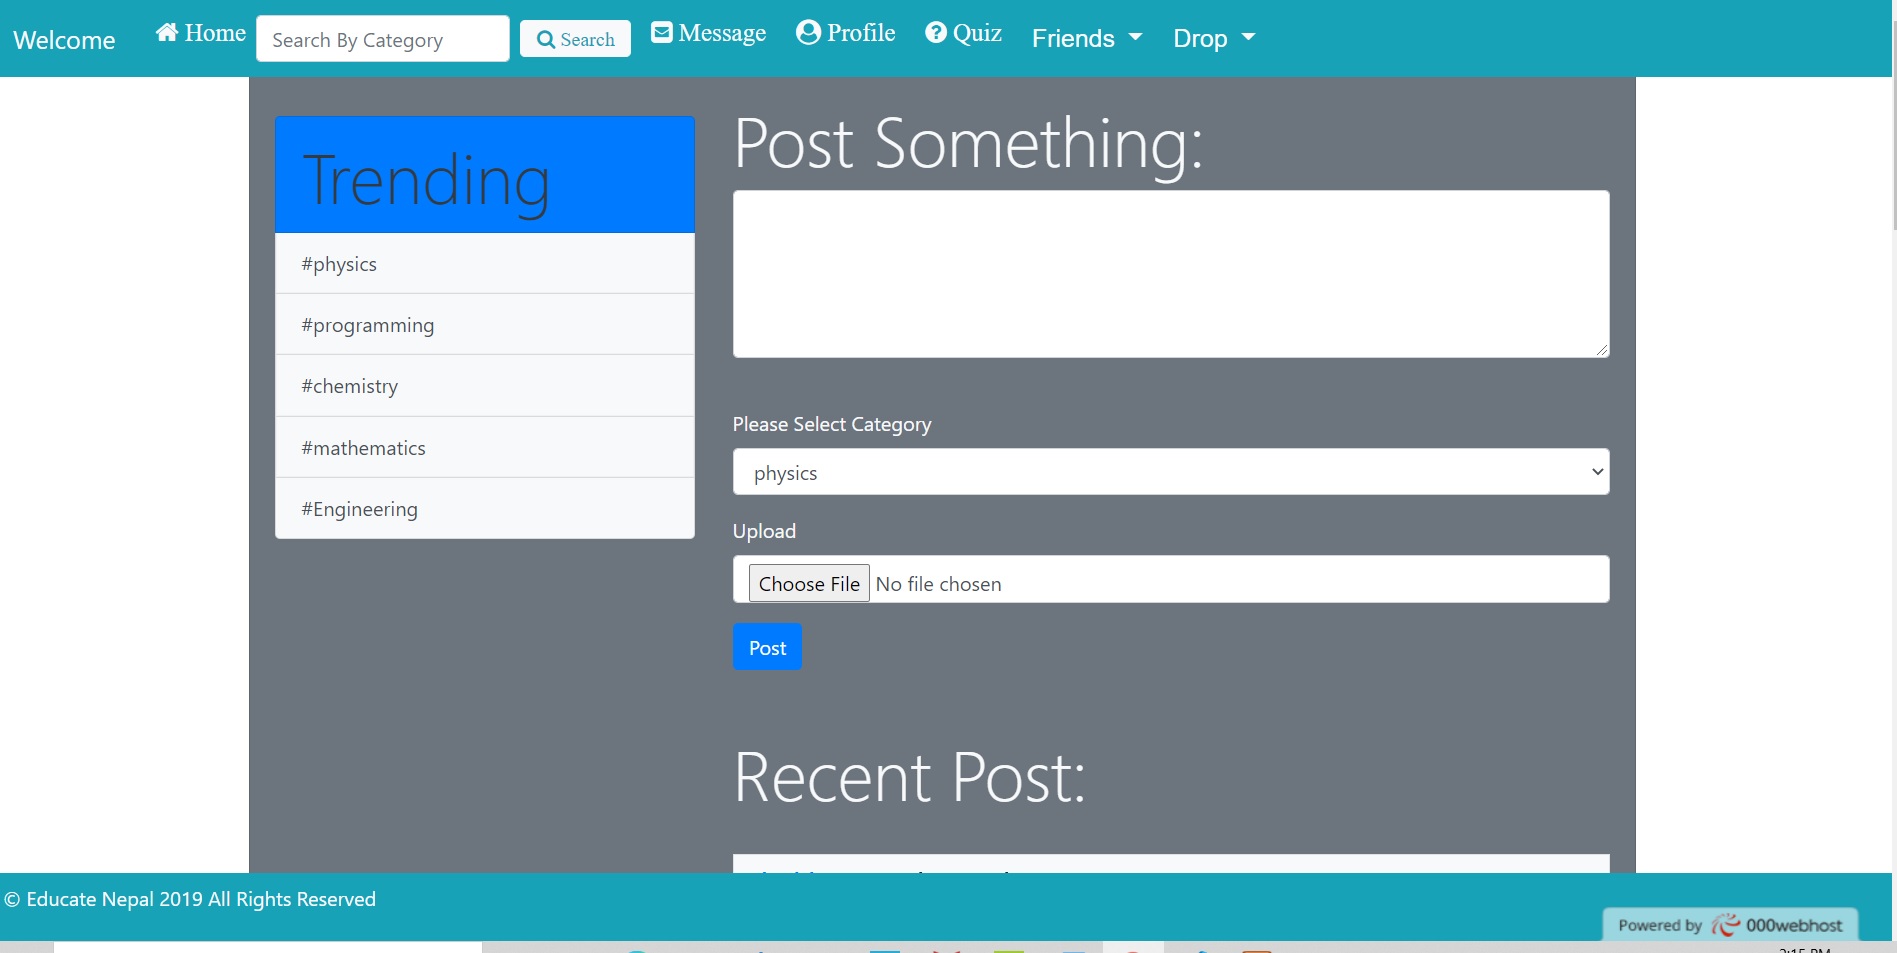 Welcome Home Search By Category Search Message Profile Quiz Friends Drop
Trending
#physics
#programming
#chemistry
#mathematics
#Engineering
Post Something:
Please Select Category
physics
Upload
Choose File No file chosen
Post
Recent Post:
© Educate Nepal 2019 All Rights Reserved
Powered by 000webhost